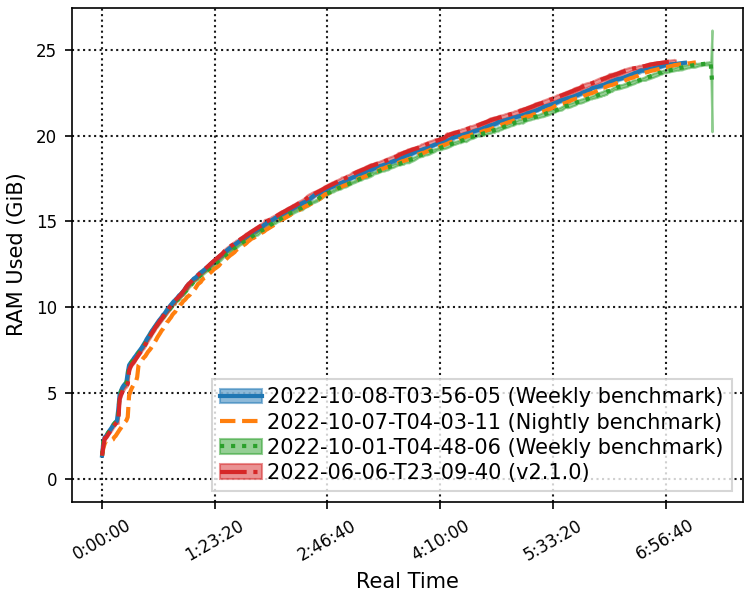 25
20
15
10
5
0
RAM Used (GiB)
2022-10-08-T03-56-05 (Weekly benchmark)
2022-10-07-T04-03-11 (Nightly benchmark)
2022-10-01-T04-48-06 (Weekly benchmark)
2022-06-06-T23-09-40 (v2.1.0)
0:00:00
1:23:20
2:46:40
4:10:00
5:33:20
6:56:40
Real Time